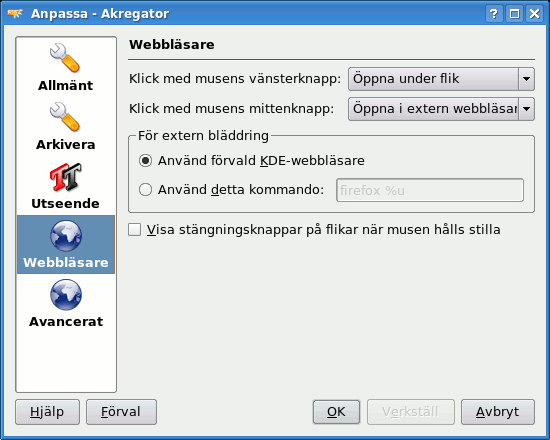 Anpassa - Akregator
Allmänt
Arkivera
Utseende
Webbläsare
Avancerat
Webbläsare
Klick med musens vänsterknapp: Öppna under flik
Klick med musens mittenknapp: Öppna i extern webbläsar
För extern bläddring
Använd förvald KDE-webbläsare
Använd detta kommando: firefox %u
Visa stängningsknappar på flikar när musen hålls stilla
Hjälp Förval OK Verkställ Avbryt